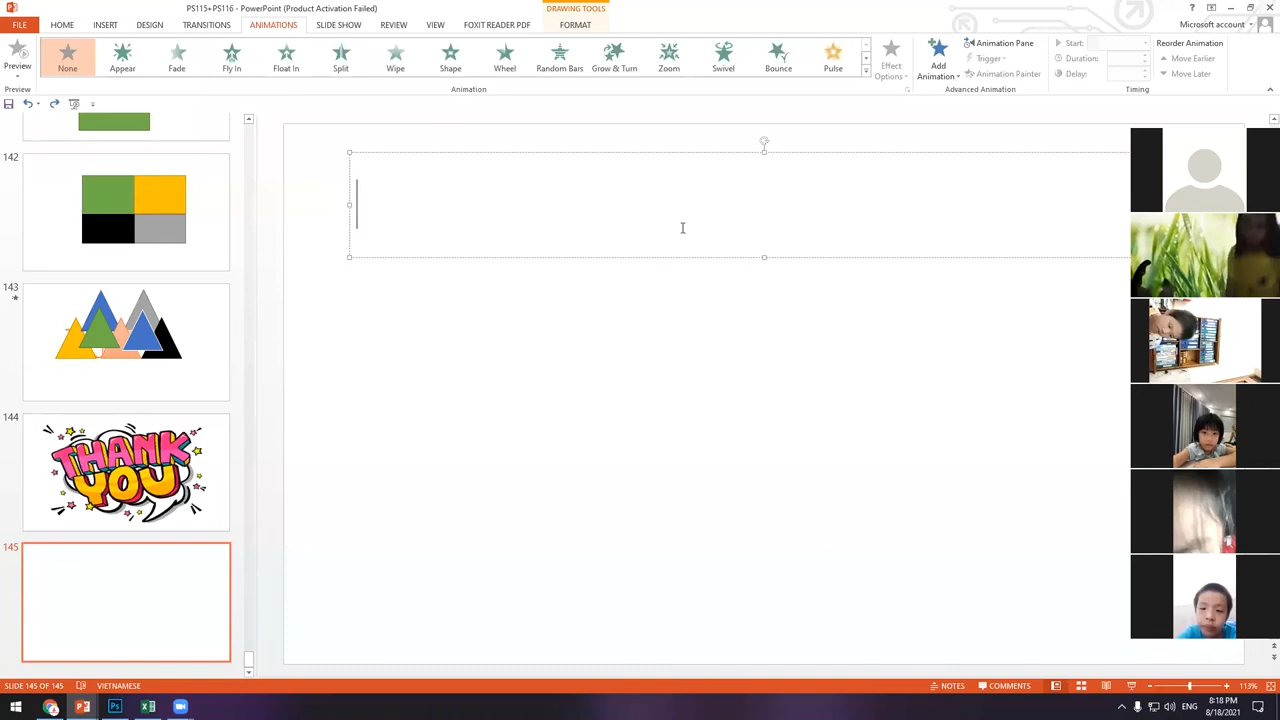 PS115+PS116 - PowerPoint (Product Activation Failed)
DRAWING TOOLS
FILE HOME INSERT DESIGN TRANSITIONS ANIMATIONS SLIDE SHOW REVIEW VIEW FOXIT READER PDF FORMAT
Microsoft account
Preview
None Appear Fade Fly In Float In Split Wipe Shape Wheel Random Bars Grow & Turn Zoom Swivel Bounce Pulse
Effect Options
Add Animation
Animation Pane
Trigger
Animation Painter
Start:
Duration:
Delay:
Reorder Animation
Move Earlier
Move Later
Preview Animation Advanced Animation Timing
142
143
144
THANK
YOU
145
SLIDE 145 OF 145 VIETNAMESE NOTES COMMENTS 113%
Ps
ENG
8:18 PM
8/18/2021